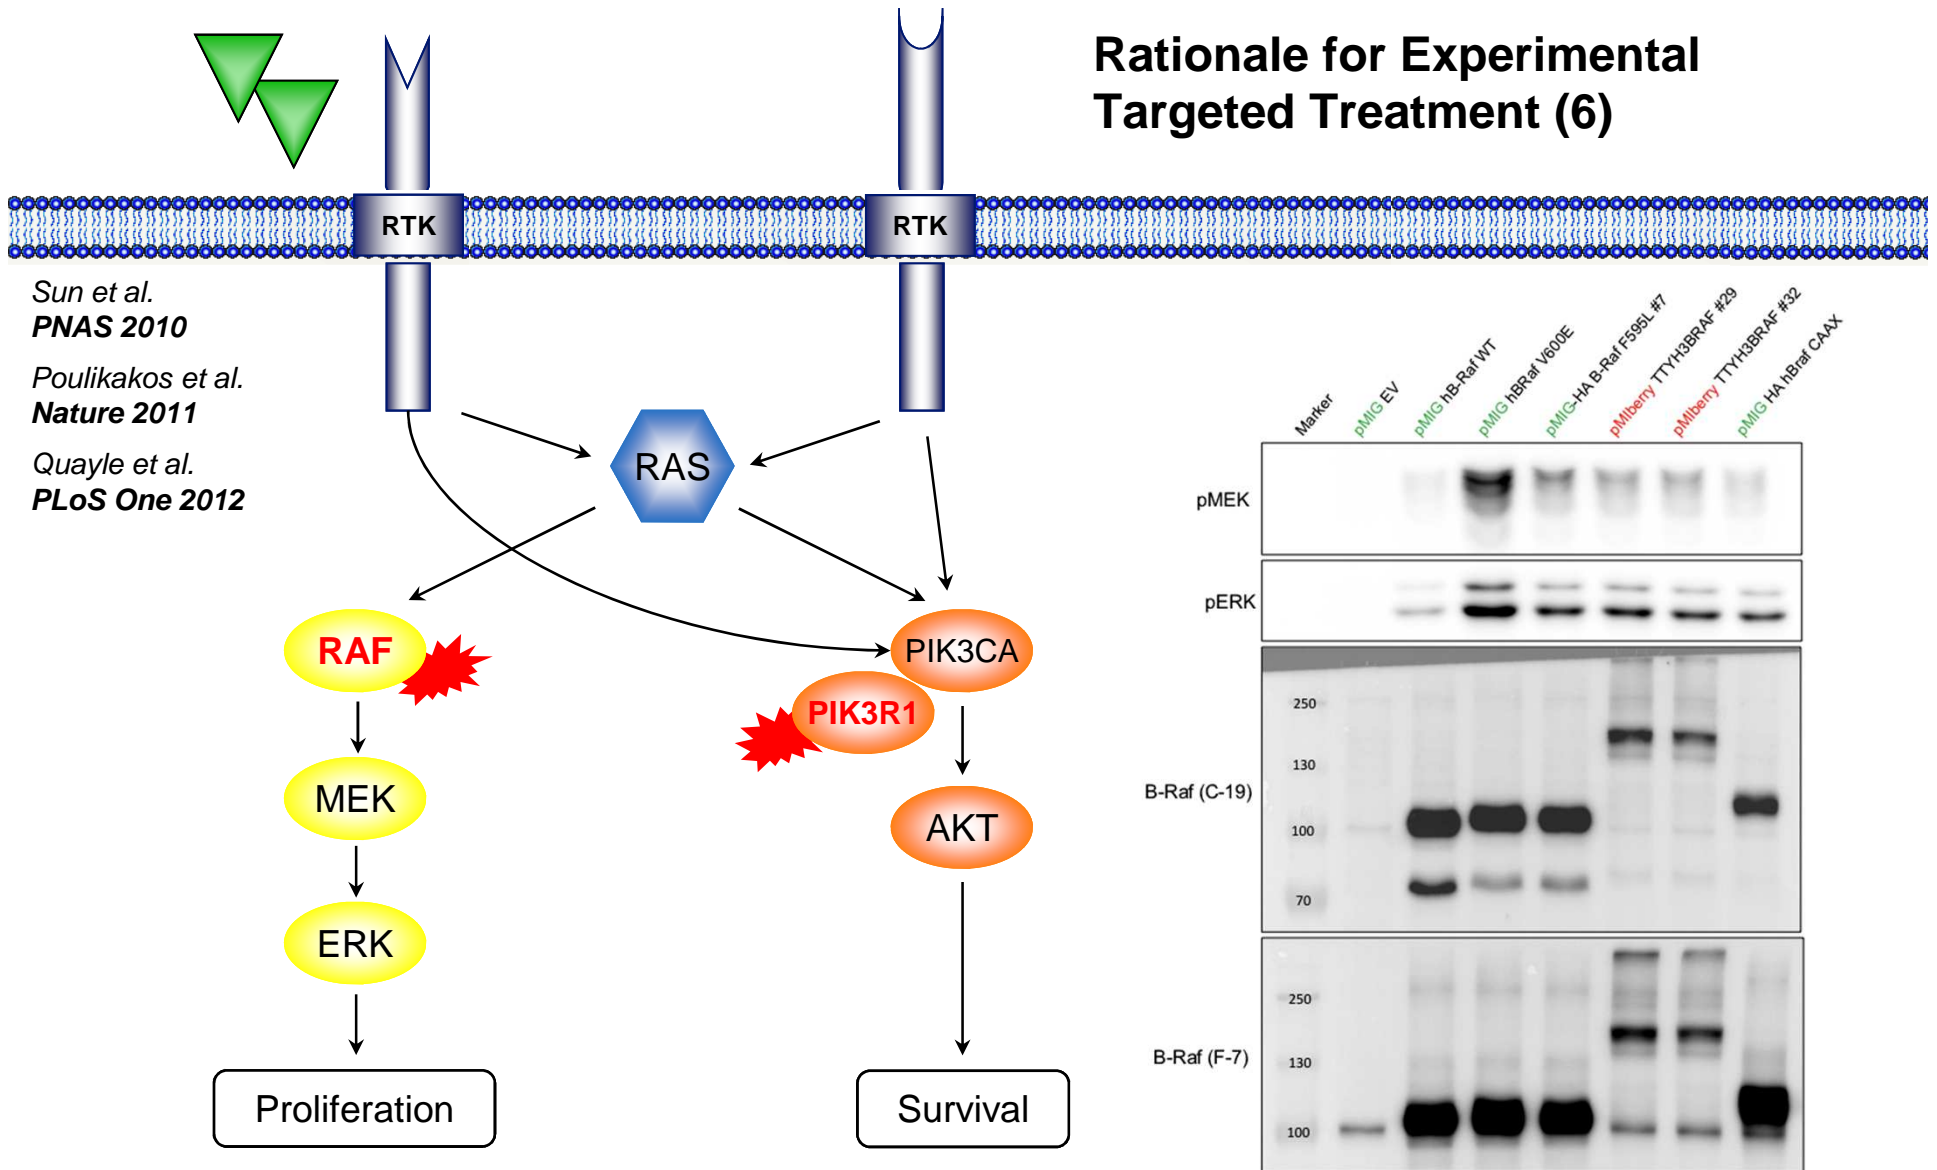 Rationale for Experimental
Targeted Treatment (6)
RTK
RTK
Sun et al.
PNAS 2010
Poulikakos et al.
Nature 2011
Quayle et al.
PLoS One 2012
RAS
RAF
PIK3CA
PIK3R1
MEK
AKT
ERK
Proliferation
Survival
Marker
pMIG EV
pMIG hB-Raf WT
pMIG hBRaf V600E
pMIG-HA B-Raf F595L #7
pMIberry TTYH3BRAF #29
pMIberry TTYH3BRAF #32
pMIG HA hBraf CAAX
pMEK
pERK
B-Raf (C-19)
250
130
100
70
B-Raf (F-7)
250
130
100